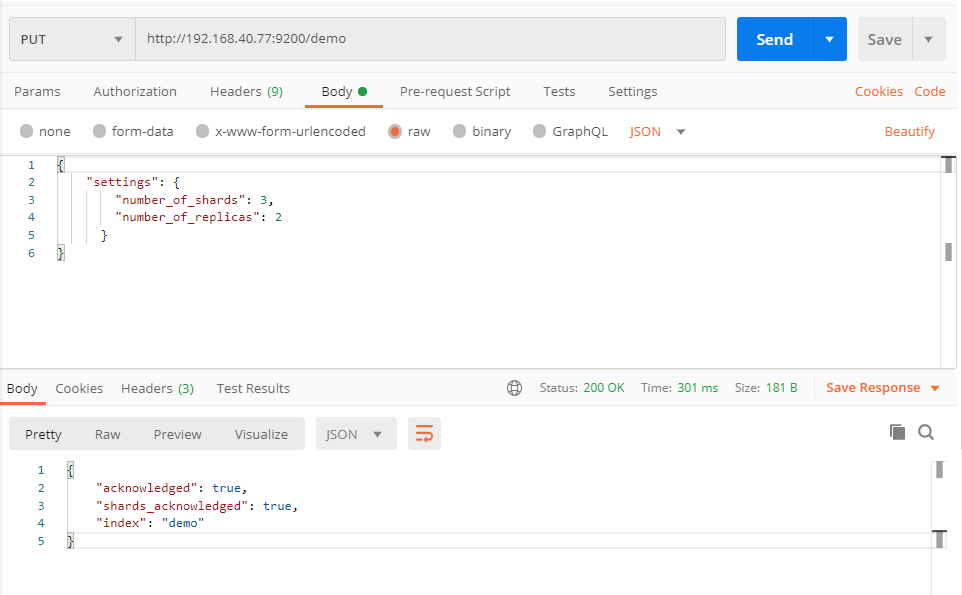 PUT http://192.168.40.77:9200/demo Send Save
Params Authorization Headers (9) Body Pre-request Script Tests Settings Cookies Code
none form-data x-www-form-urlencoded raw binary GraphQL JSON Beautify
1 {
2 "settings": {
3 "number_of_shards": 3,
4 "number_of_replicas": 2
5 }
6 }
Body Cookies Headers (3) Test Results Status: 200 OK Time: 301 ms Size: 181 B Save Response
Pretty Raw Preview Visualize JSON
1 {
2 "acknowledged": true,
3 "shards_acknowledged": true,
4 "index": "demo"
5 }